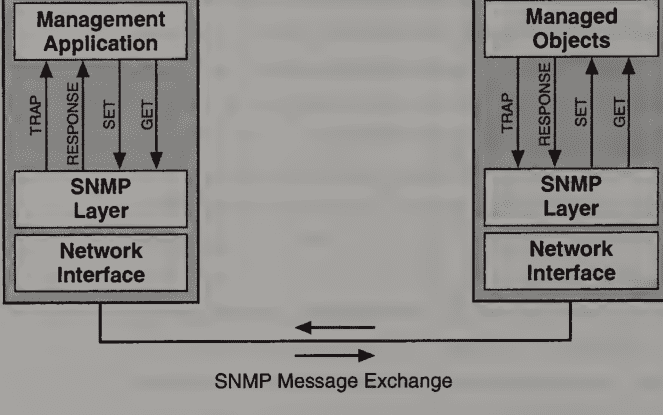 Management
Application
TRAP
RESPONSE
SET
GET
SNMP
Layer
Network
Interface
Managed
Objects
TRAP
RESPONSE
SET
GET
SNMP
Layer
Network
Interface
SNMP Message Exchange